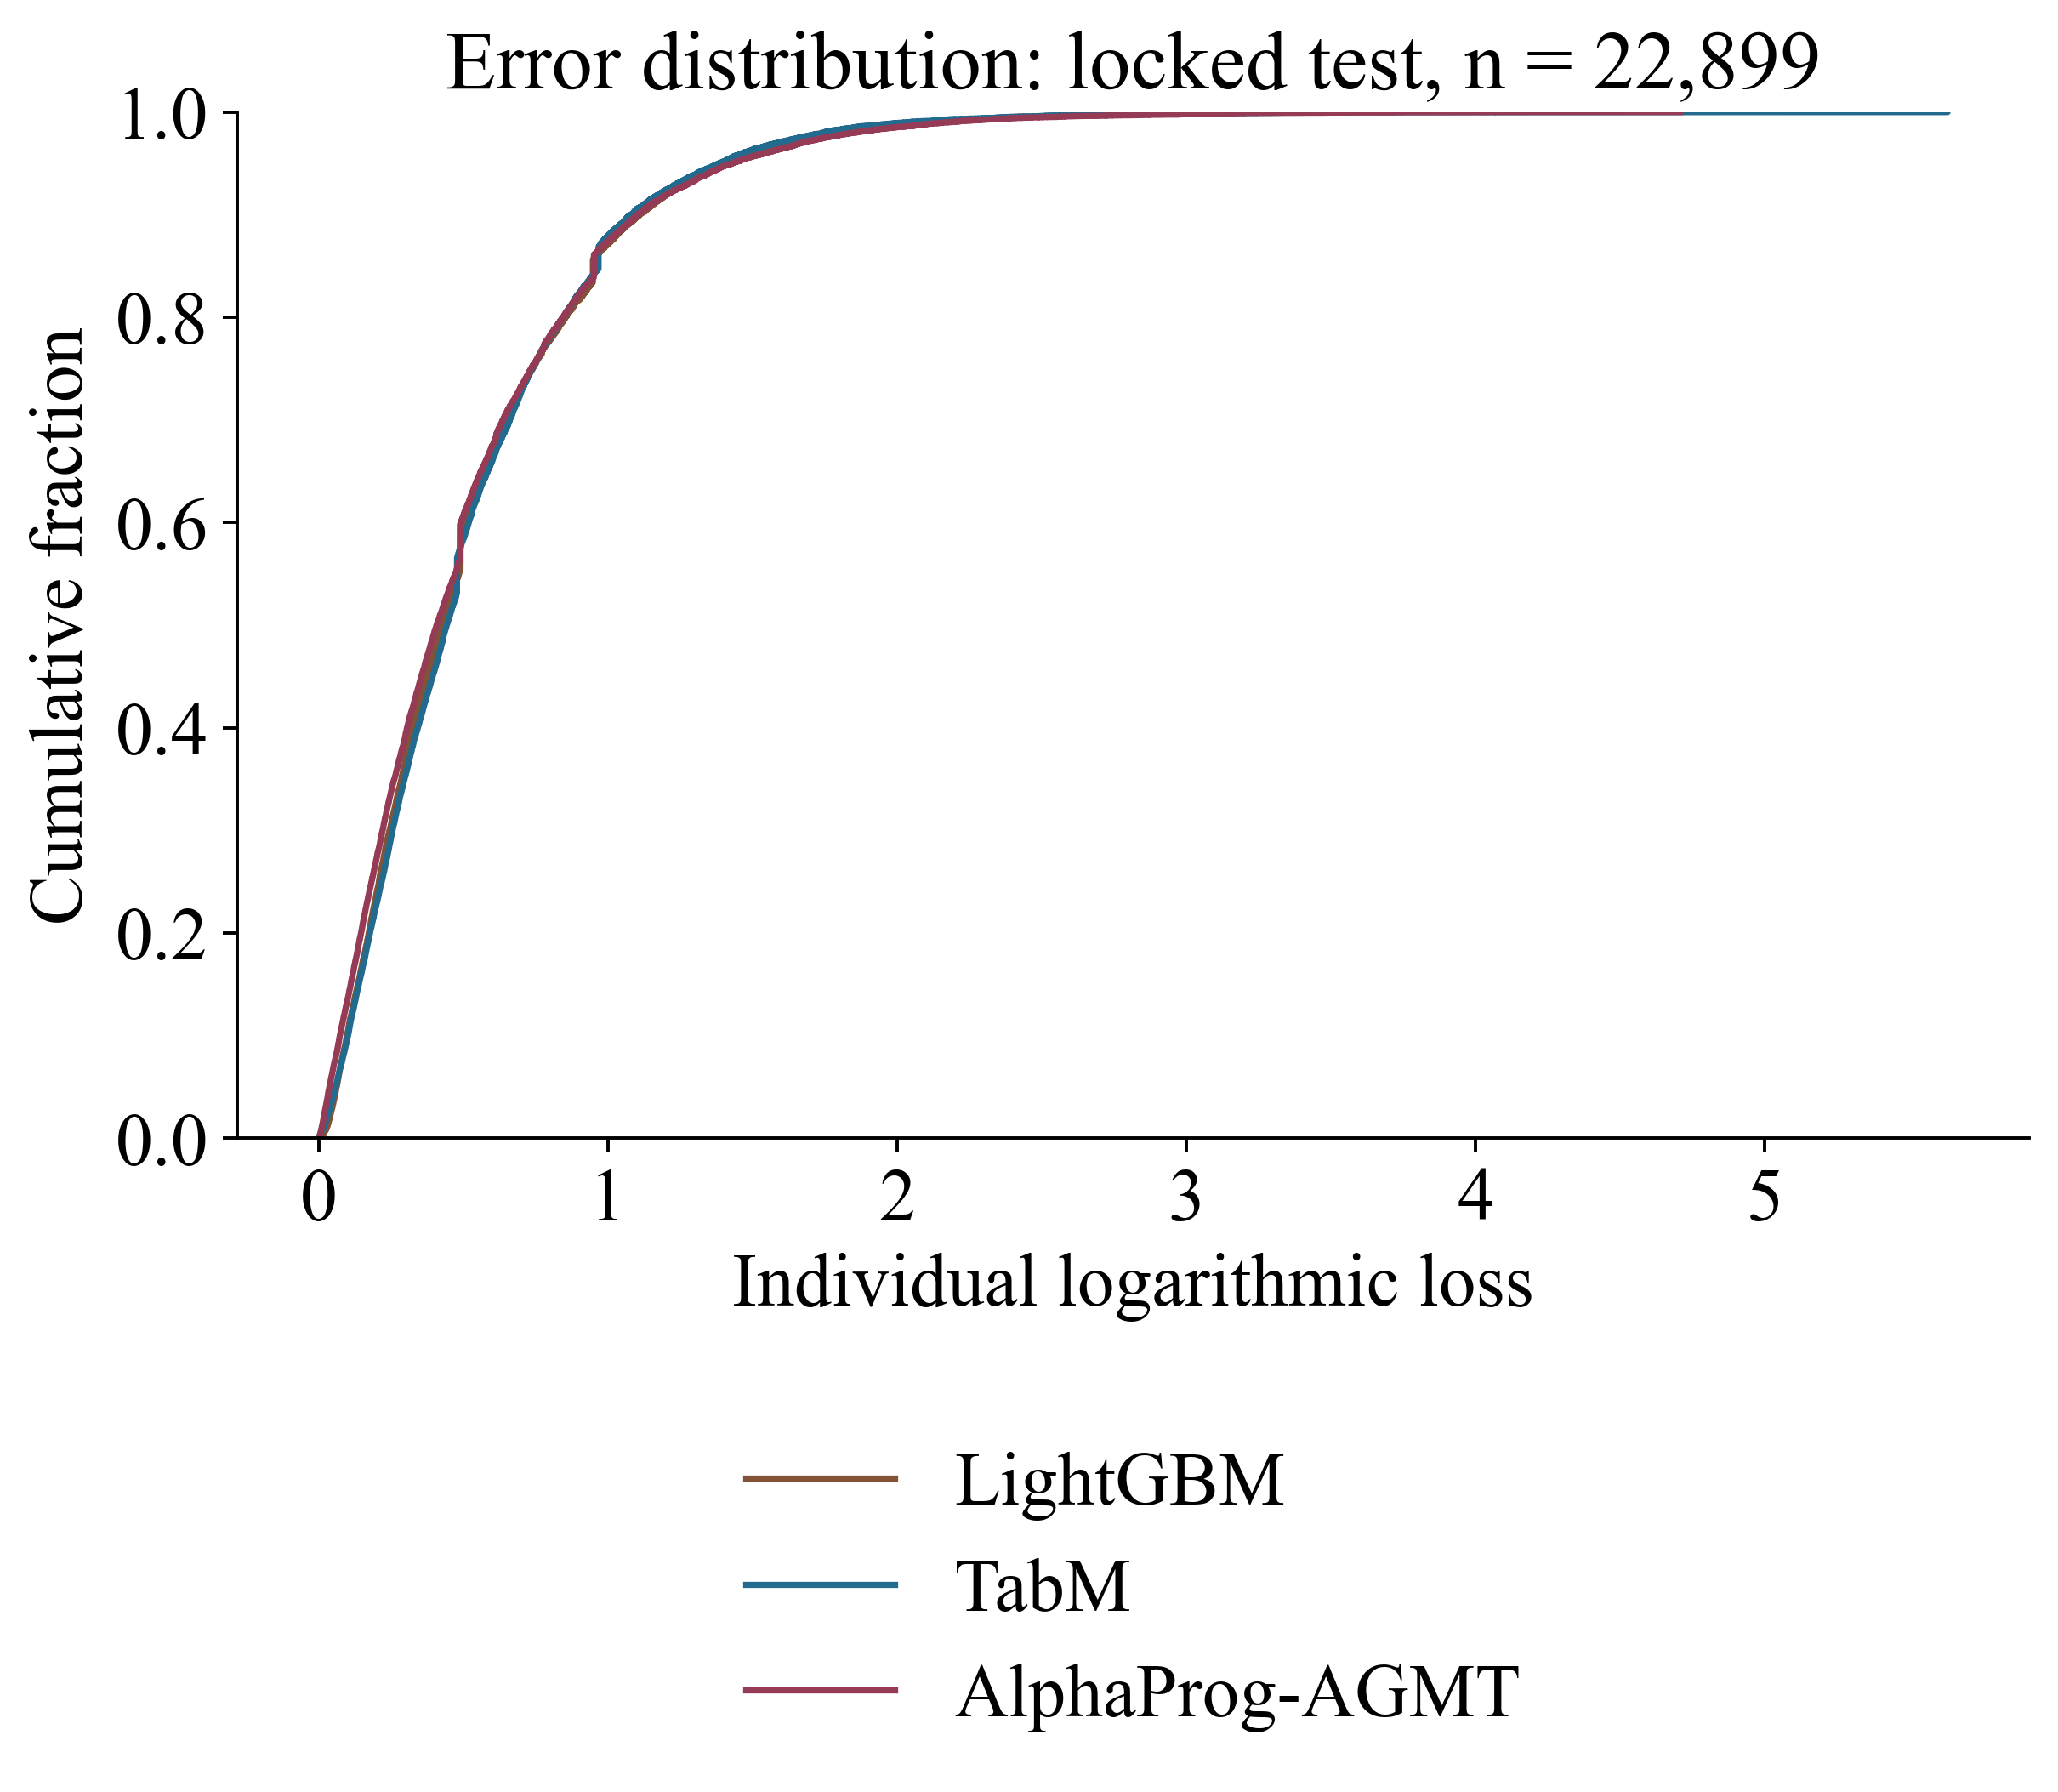 Error distribution: locked test, n = 22,899
1.0
0.8
0.6
0.4
0.2
0.0
Cumulative fraction
0 1 2 3 4 5
Individual logarithmic loss
LightGBM
TabM
AlphaProg-AGMT